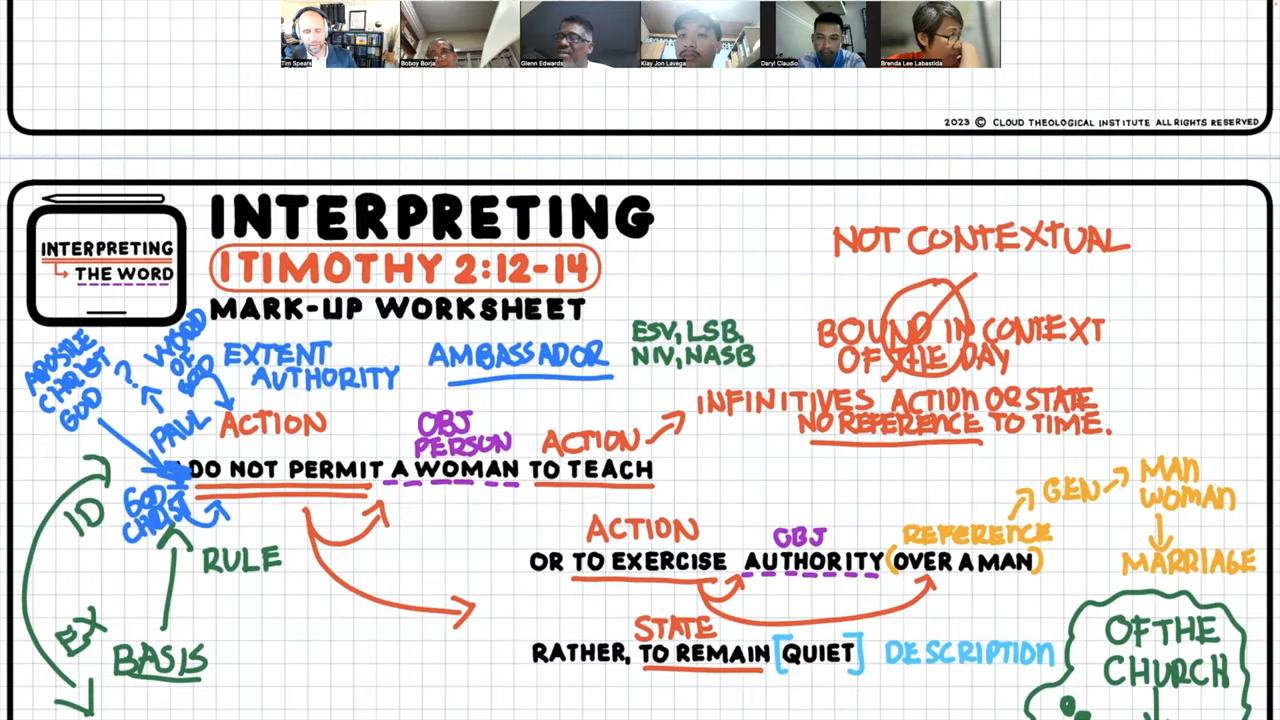 Tim Spears
Boboy Borja
Glenn Edwards
Klay Jon Lavega
Daryl Claudio
Brenda Lee Labastida
2023 © CLOUD THEOLOGICAL INSTITUTE ALL RIGHTS RESERVED
INTERPRETING
THE WORD
INTERPRETING
1 TIMOTHY 2:12-14
MARK-UP WORKSHEET
NOT CONTEXTUAL
BOUND IN CONTEXT
OF THE DAY
INFINITIVES ACTION OR STATE
NO REFERENCE TO TIME.
ESV, LSB,
NIV, NASB
AMBASSADOR
EXTENT
AUTHORITY
WORD
OF
GOD
?
APOSTLE
CHRIST
GOD
PAUL
ACTION
OBJ
PERSON
ACTION
I DO NOT PERMIT A WOMAN TO TEACH
GOD
CHRIST
ID
RULE
EX
BASIS
ACTION
OBJ
REFERENCE
GEN
MAN
WOMAN
MARRIAGE
OR TO EXERCISE AUTHORITY (OVER A MAN)
STATE
RATHER, TO REMAIN [QUIET]
DESCRIPTION
OF THE
CHURCH